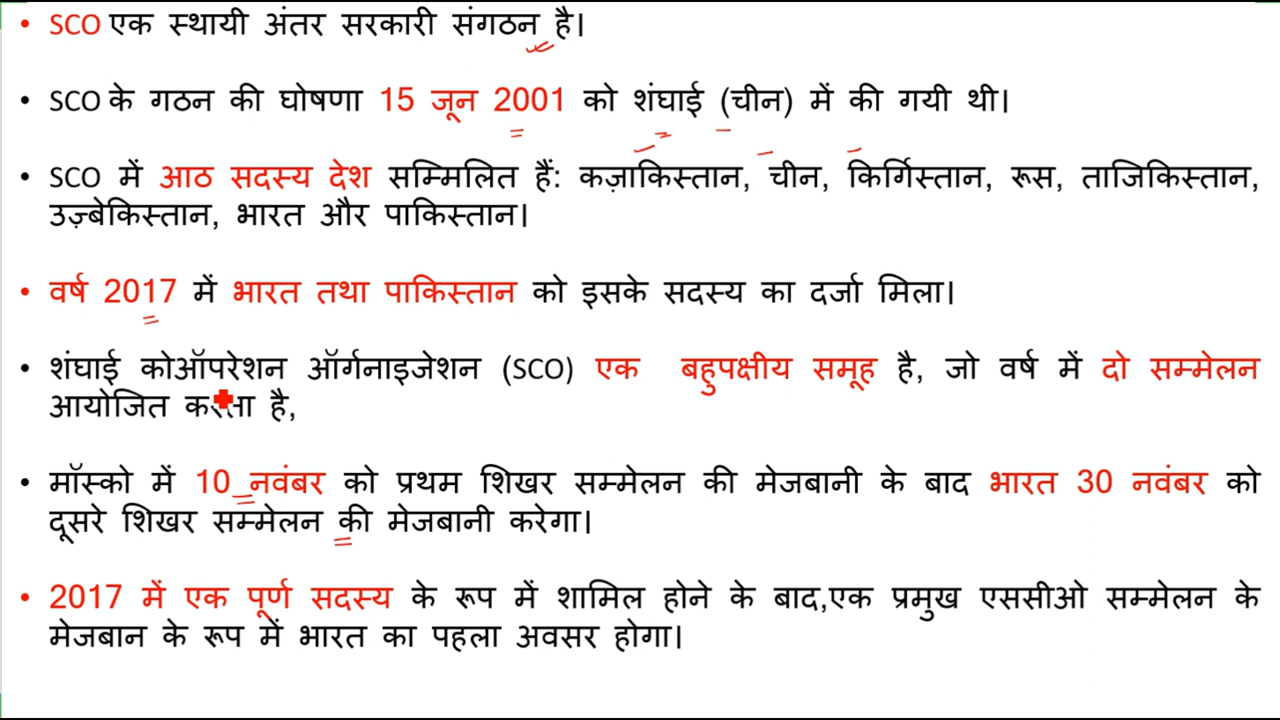 • SCO एक स्थायी अंतर सरकारी संगठन है।
• SCO के गठन की घोषणा 15 जून 2001 को शंघाई (चीन) में की गयी थी।
• SCO में आठ सदस्य देश सम्मिलित हैं: कज़ाकिस्तान, चीन, किर्गिस्तान, रूस, ताजिकिस्तान,
उज़्बेकिस्तान, भारत और पाकिस्तान।
• वर्ष 2017 में भारत तथा पाकिस्तान को इसके सदस्य का दर्जा मिला।
• शंघाई कोऑपरेशन ऑर्गनाइजेशन (SCO) एक बहुपक्षीय समूह है, जो वर्ष में दो सम्मेलन
आयोजित करता है,
• मॉस्को में 10 नवंबर को प्रथम शिखर सम्मेलन की मेजबानी के बाद भारत 30 नवंबर को
दूसरे शिखर सम्मेलन की मेजबानी करेगा।
• 2017 में एक पूर्ण सदस्य के रूप में शामिल होने के बाद,एक प्रमुख एससीओ सम्मेलन के
मेजबान के रूप में भारत का पहला अवसर होगा।